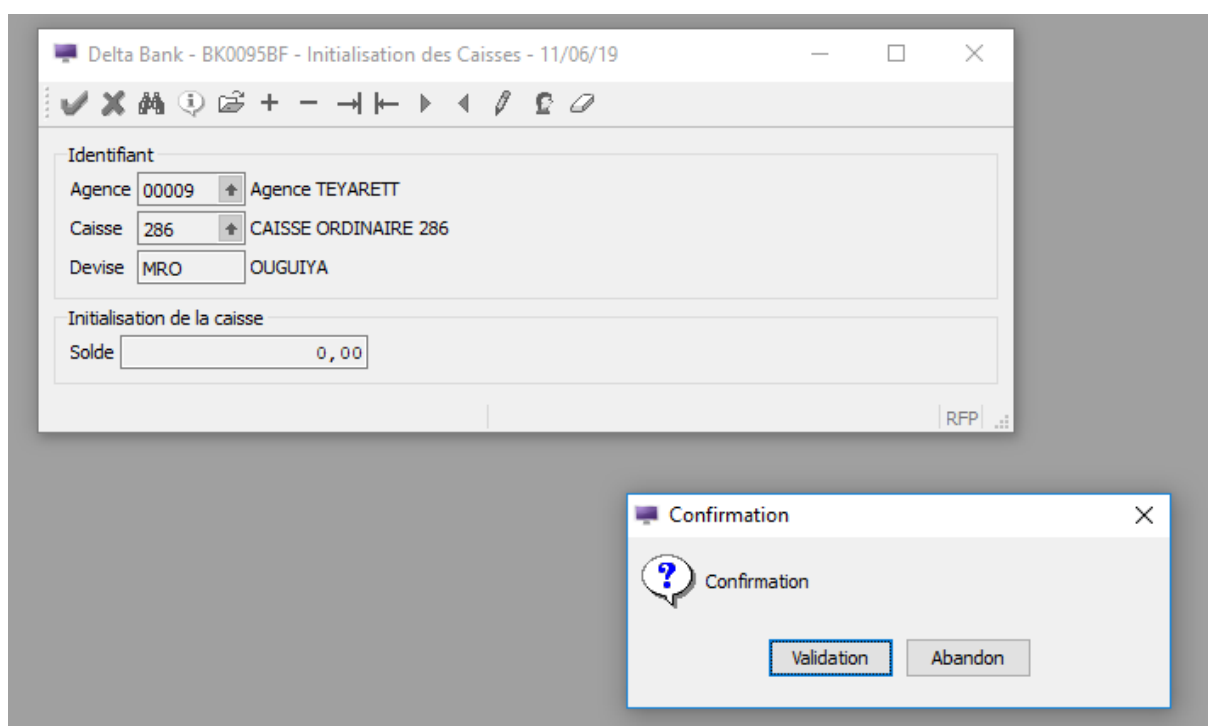 Delta Bank - BK0095BF - Initialisation des Caisses - 11/06/19
Identifiant
Agence 00009 Agence TEYARETT
Caisse 286 CAISSE ORDINAIRE 286
Devise MRO OUGUIYA
Initialisation de la caisse
Solde 0,00
RFP
Confirmation
Confirmation
Validation Abandon